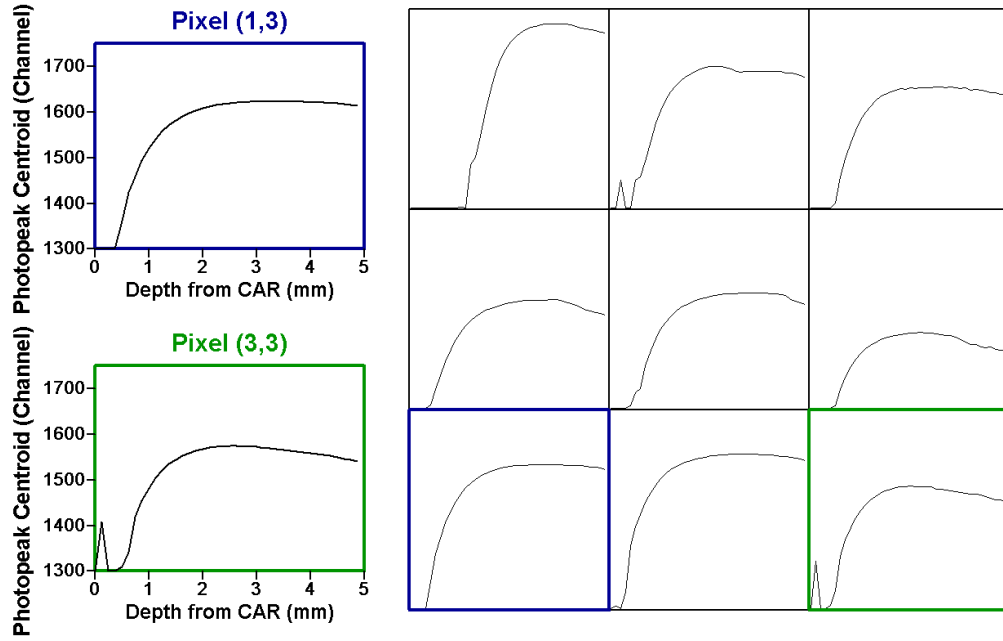 Pixel (1,3)
Photopeak Centroid (Channel)
1700
1600
1500
1400
1300
0 1 2 3 4 5
Depth from CAR (mm)
Pixel (3,3)
Photopeak Centroid (Channel)
1700
1600
1500
1400
1300
0 1 2 3 4 5
Depth from CAR (mm)